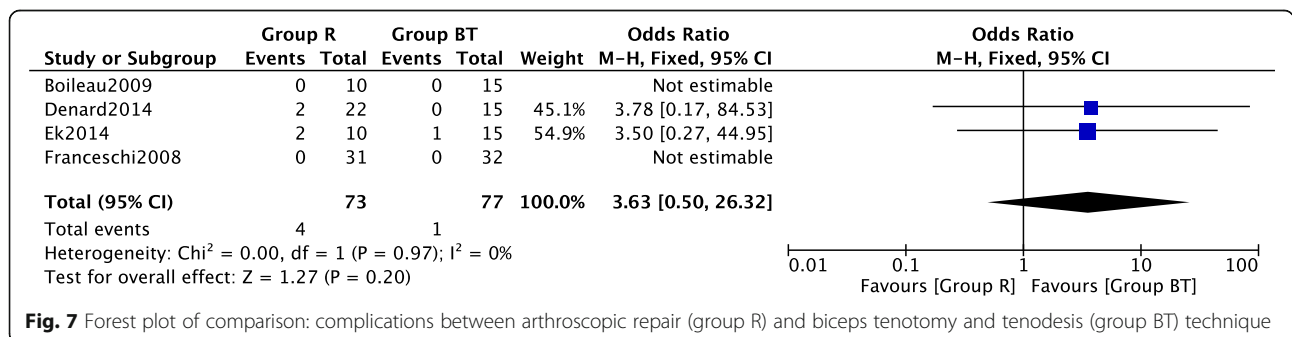 Group R Group BT Odds Ratio Odds Ratio
Study or Subgroup Events Total Events Total Weight M-H, Fixed, 95% CI M-H, Fixed, 95% CI
Boileau2009 0 10 0 15 Not estimable
Denard2014 2 22 0 15 45.1% 3.78 [0.17, 84.53]
Ek2014 2 10 1 15 54.9% 3.50 [0.27, 44.95]
Franceschi2008 0 31 0 32 Not estimable
Total (95% CI) 73 77 100.0% 3.63 [0.50, 26.32]
Total events 4 1
Heterogeneity: Chi² = 0.00, df = 1 (P = 0.97); I² = 0%
Test for overall effect: Z = 1.27 (P = 0.20)
0.01 0.1 1 10 100
Favours [Group R] Favours [Group BT]
Fig. 7 Forest plot of comparison: complications between arthroscopic repair (group R) and biceps tenotomy and tenodesis (group BT) technique